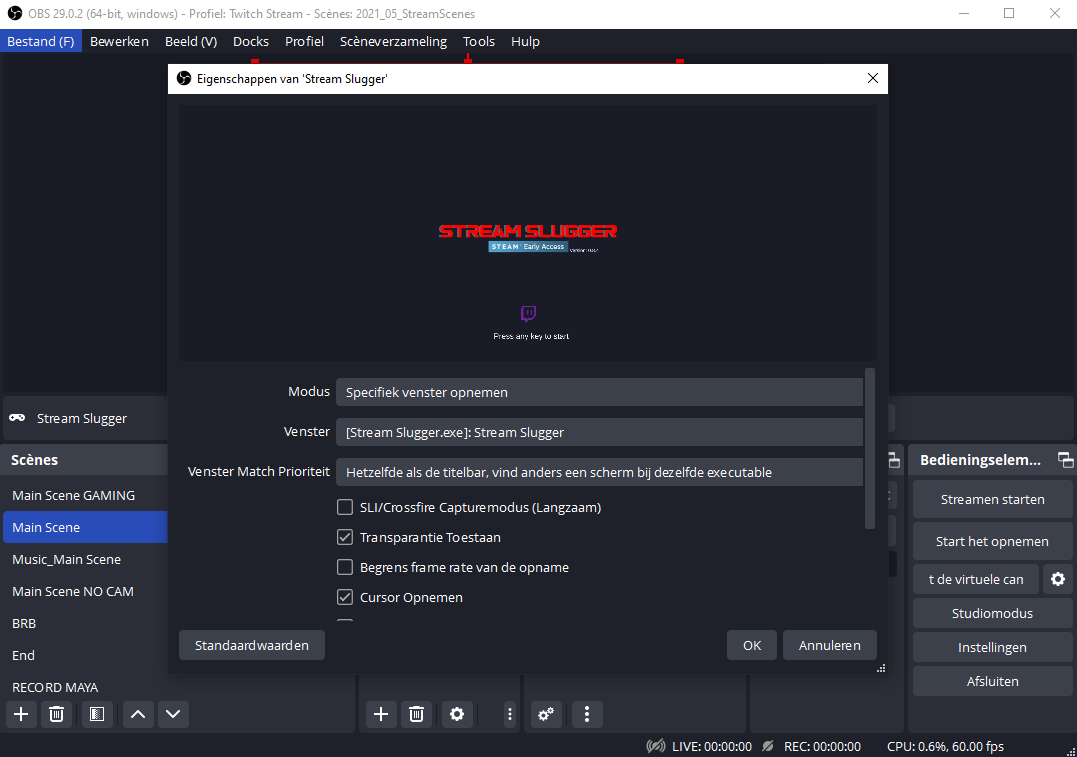 OBS 29.0.2 (64-bit, windows) - Profiel: Twitch Stream - Scènes: 2021_05_StreamScenes
Bestand (F) Bewerken Beeld (V) Docks Profiel Scèneverzameling Tools Hulp
Eigenschappen van 'Stream Slugger'
STREAM SLUGGER
STEAM Early Access
Press any key to start
Modus Specifiek venster opnemen
Venster [Stream Slugger.exe]: Stream Slugger
Venster Match Prioriteit Hetzelfde als de titelbar, vind anders een scherm bij dezelfde executable
SLI/Crossfire Capturemodus (Langzaam)
Transparantie Toestaan
Begrens frame rate van de opname
Cursor Opnemen
Standaardwaarden OK Annuleren
Stream Slugger
Scènes
Main Scene GAMING
Main Scene
Music_Main Scene
Main Scene NO CAM
BRB
End
RECORD MAYA
Bedieningselem...
Streamen starten
Start het opnemen
t de virtuele can
Studiomodus
Instellingen
Afsluiten
LIVE: 00:00:00 REC: 00:00:00 CPU: 0.6%, 60.00 fps